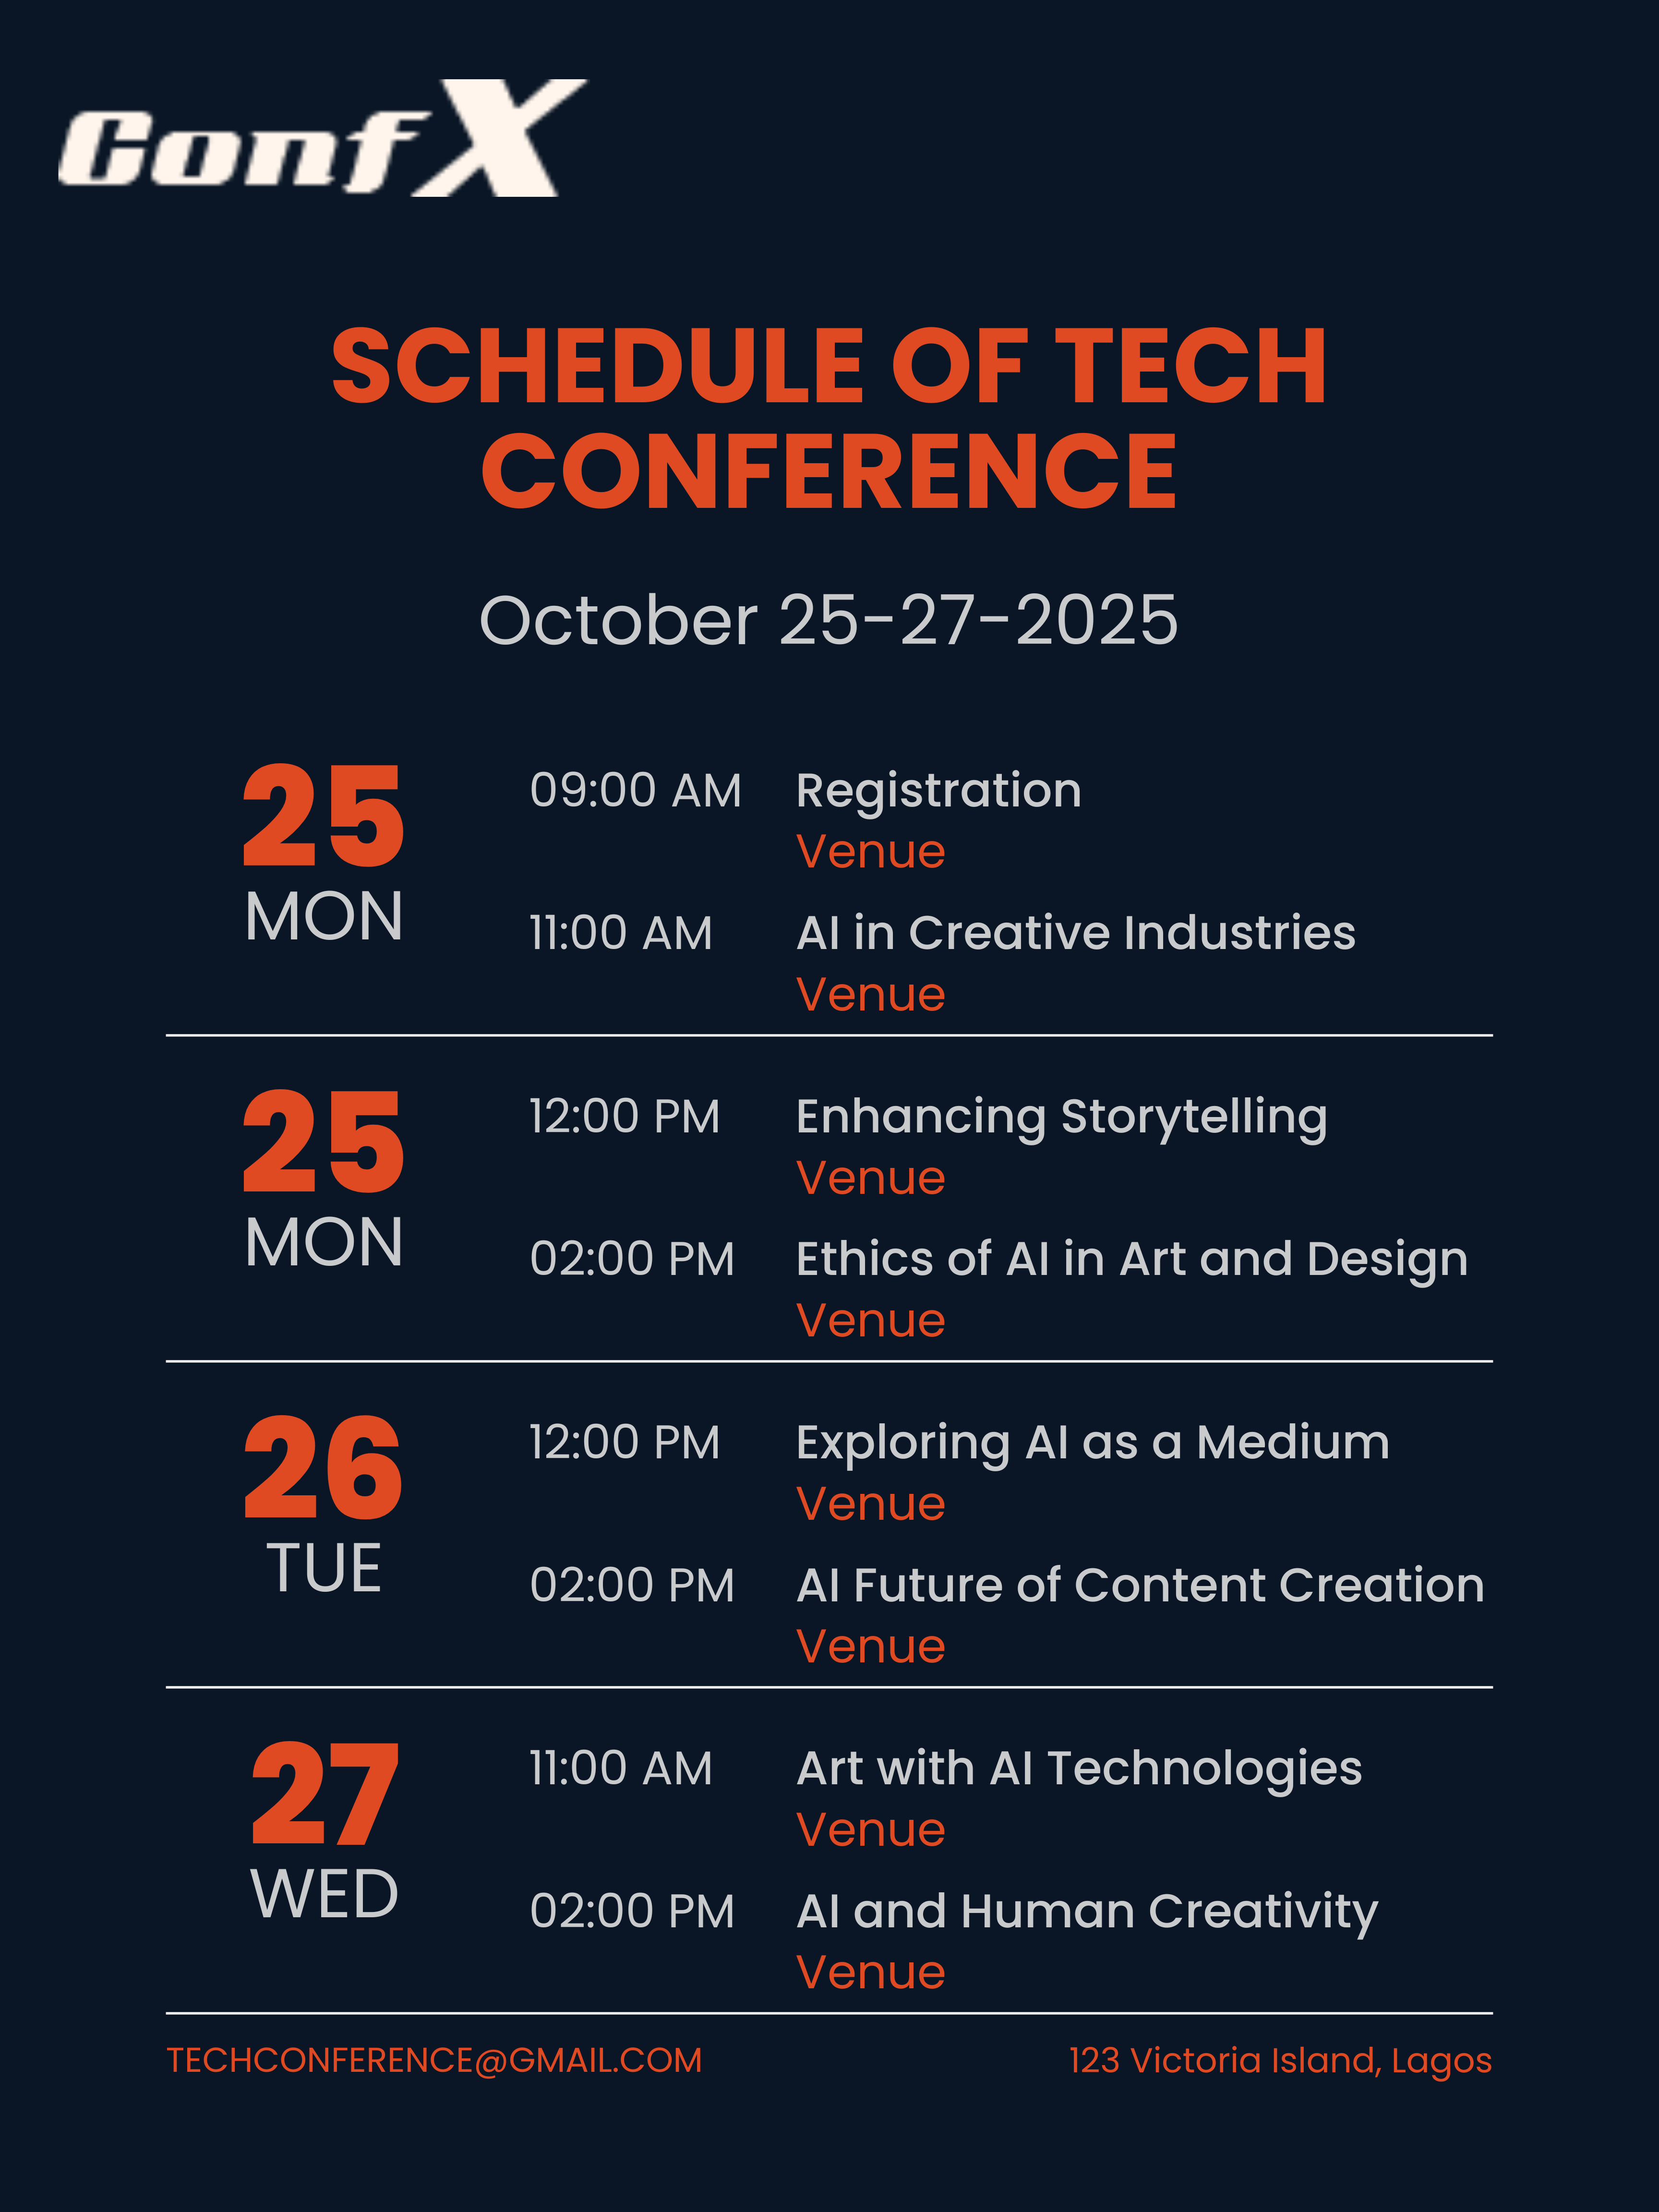 ConfX
SCHEDULE OF TECH
CONFERENCE
October 25-27-2025
25
MON
09:00 AM Registration
Venue
11:00 AM AI in Creative Industries
Venue
25
MON
12:00 PM Enhancing Storytelling
Venue
02:00 PM Ethics of AI in Art and Design
Venue
26
TUE
12:00 PM Exploring AI as a Medium
Venue
02:00 PM AI Future of Content Creation
Venue
27
WED
11:00 AM Art with AI Technologies
Venue
02:00 PM AI and Human Creativity
Venue
TECHCONFERENCE@GMAIL.COM
123 Victoria Island, Lagos